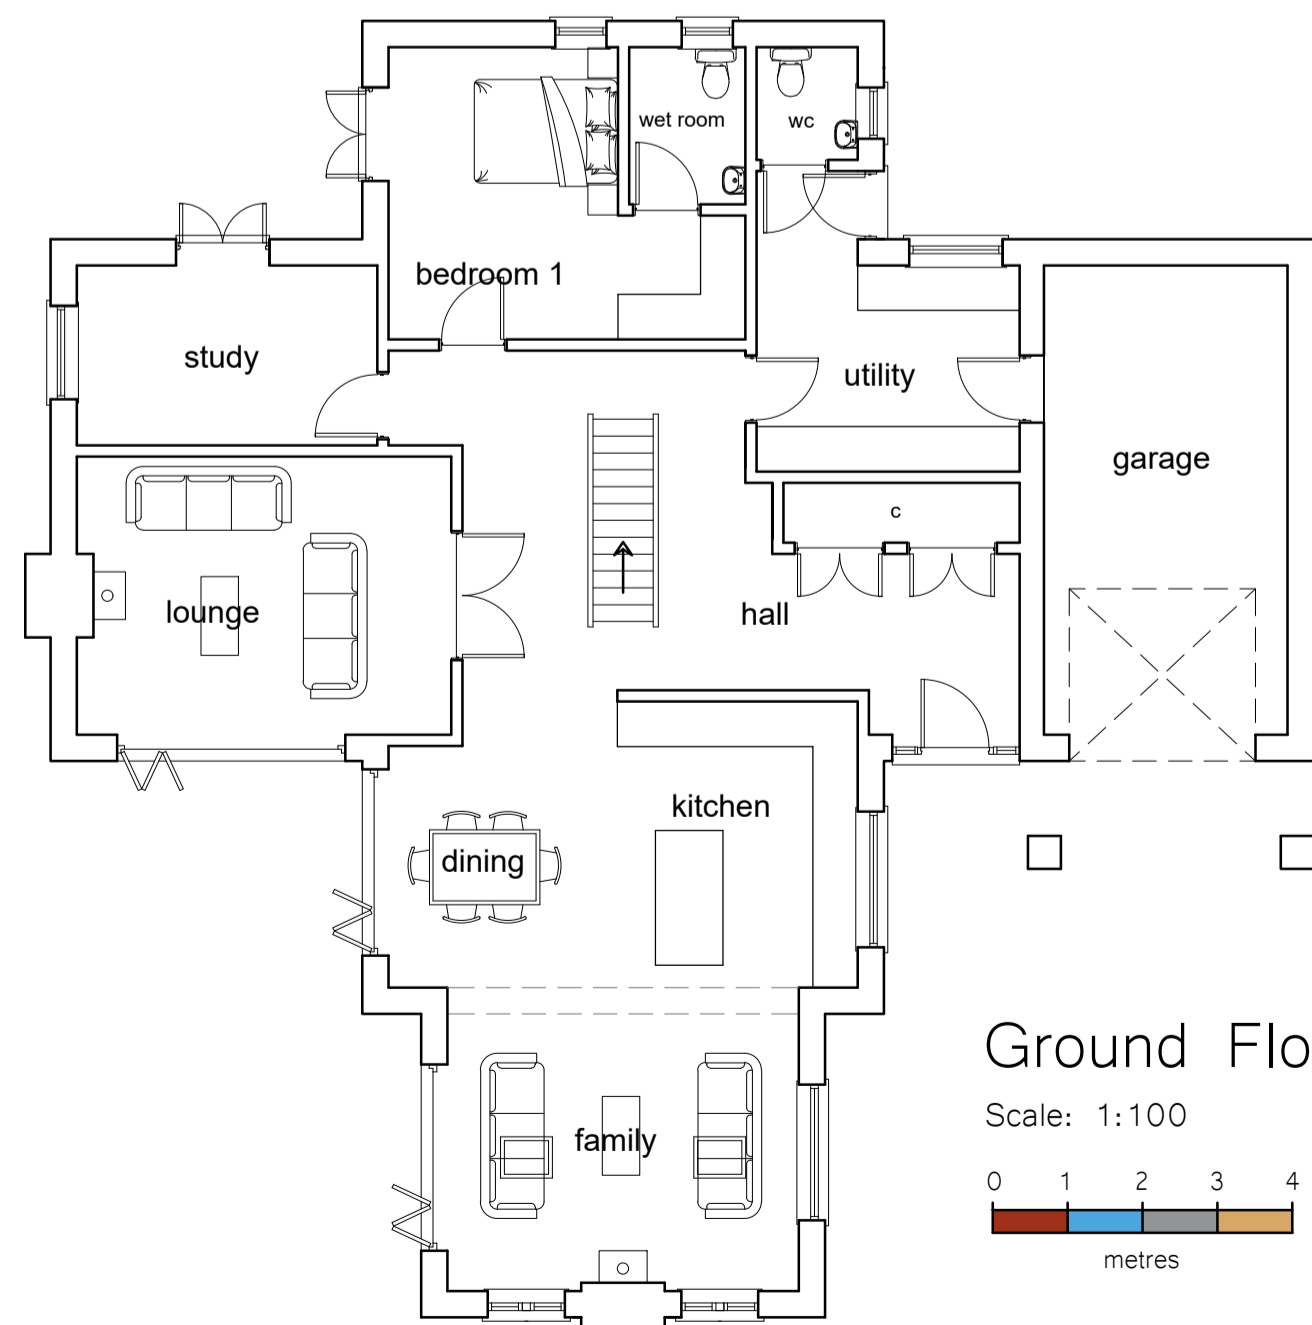 wet room
wc
bedroom 1
study
utility
garage
c
lounge
hall
kitchen
dining
Ground Flo
Scale: 1:100
family
0 1 2 3 4
metres